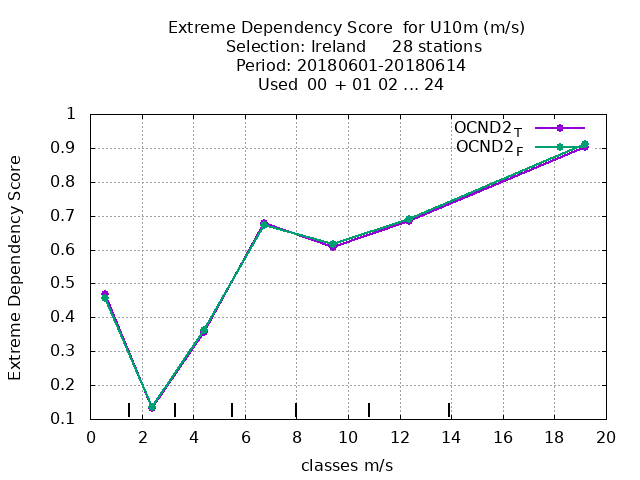 Extreme Dependency Score  for U10m (m/s)
Selection: Ireland     28 stations
Period: 20180601-20180614
Used  00  + 01 02 ... 24
OCND2T
OCND2F
Extreme Dependency Score
1
0.9
0.8
0.7
0.6
0.5
0.4
0.3
0.2
0.1
0 2 4 6 8 10 12 14 16 18 20
classes m/s